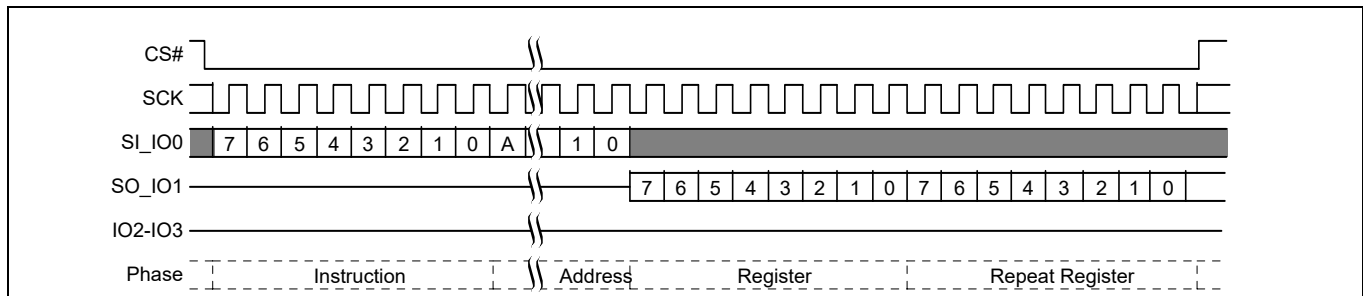 CS#
SCK
SI_IO0 7 6 5 4 3 2 1 0 A 1 0
SO_IO1 7 6 5 4 3 2 1 0 7 6 5 4 3 2 1 0
IO2-IO3
Phase Instruction Address Register Repeat Register